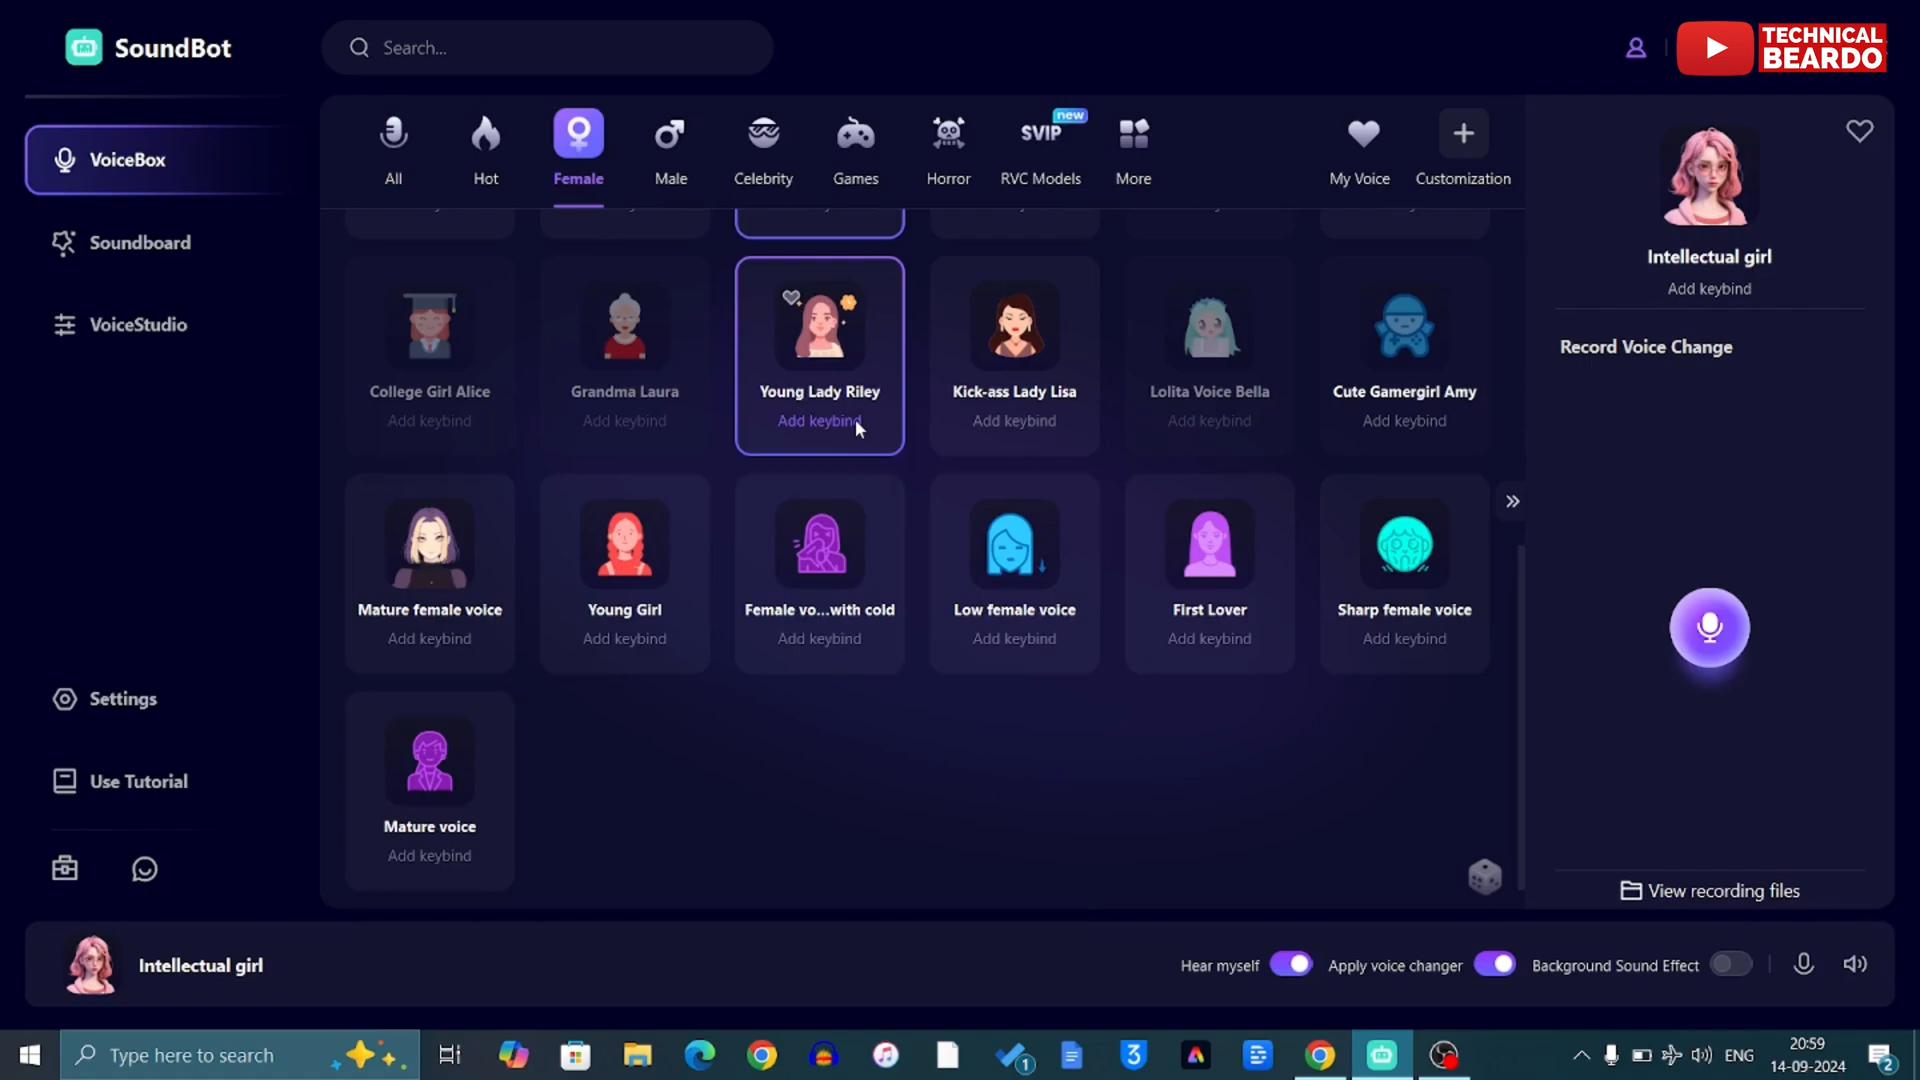 SoundBot
Search...
TECHNICAL
BEARDO
VoiceBox
Soundboard
VoiceStudio
Settings
Use Tutorial
All
Hot
Female
Male
Celebrity
Games
Horror
SVIP
new
RVC Models
More
My Voice
Customization
College Girl Alice
Add keybind
Grandma Laura
Add keybind
Young Lady Riley
Add keybind
Kick-ass Lady Lisa
Add keybind
Lolita Voice Bella
Add keybind
Cute Gamergirl Amy
Add keybind
Mature female voice
Add keybind
Young Girl
Add keybind
Female vo...with cold
Add keybind
Low female voice
Add keybind
First Lover
Add keybind
Sharp female voice
Add keybind
Mature voice
Add keybind
Intellectual girl
Add keybind
Record Voice Change
View recording files
Intellectual girl
Hear myself
Apply voice changer
Background Sound Effect
Type here to search
1
3
ENG
20:59
14-09-2024
2